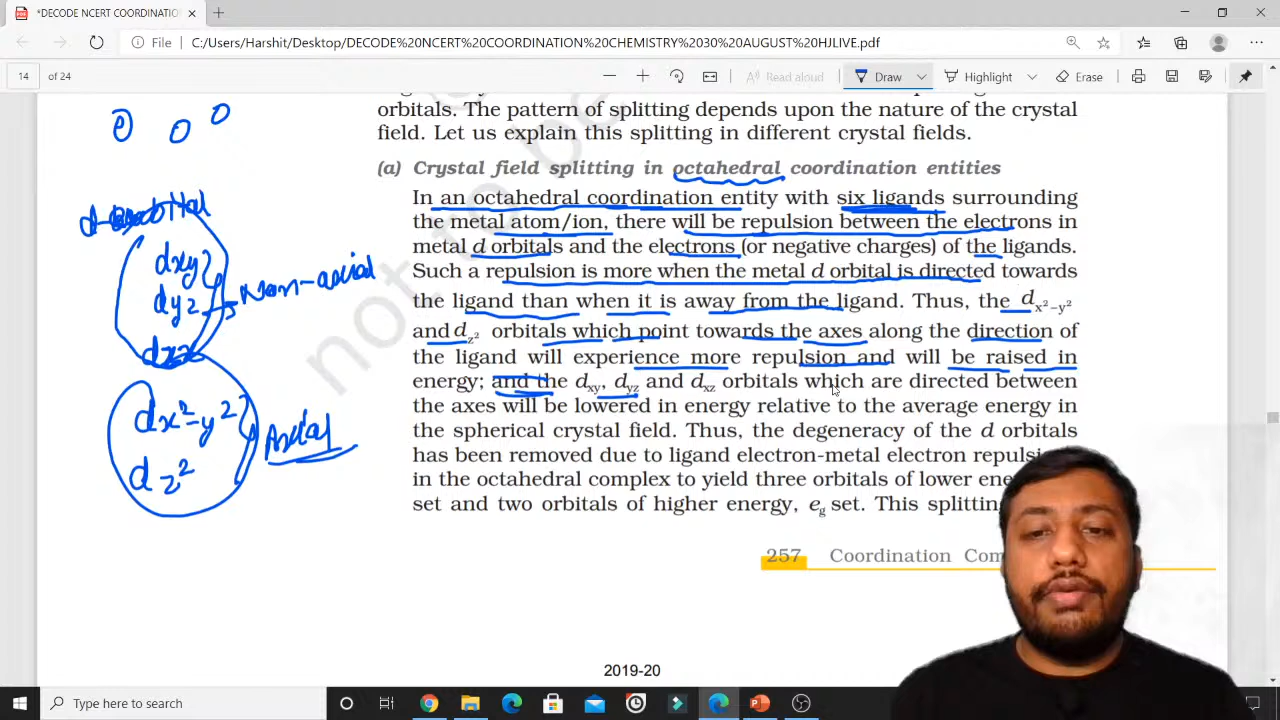 *DECODE NCERT COORDINATION
File
C:/Users/Harshit/Desktop/DECODE%20NCERT%20COORDINATION%20CHEMISTRY%2030%20AUGUST%20HJLIVE.pdf
14 of 24
Read aloud
Draw
Highlight
Erase
orbitals. The pattern of splitting depends upon the nature of the crystal
field. Let us explain this splitting in different crystal fields.
(a) Crystal field splitting in octahedral coordination entities
In an octahedral coordination entity with six ligands surrounding
the metal atom/ion, there will be repulsion between the electrons in
metal d orbitals and the electrons (or negative charges) of the ligands.
Such a repulsion is more when the metal d orbital is directed towards
the ligand than when it is away from the ligand. Thus, the dx²−y²
and dz² orbitals which point towards the axes along the direction of
the ligand will experience more repulsion and will be raised in
energy; and the dxy, dyz and dxz orbitals which are directed between
the axes will be lowered in energy relative to the average energy in
the spherical crystal field. Thus, the degeneracy of the d orbitals
has been removed due to ligand electron-metal electron
in the octahedral complex to yield three orbitals of lower
set and two orbitals of higher energy, eg set. This splitting
257 Coordination
2019-20
not to be
dxy
dyz
Non-axial
dxz
dx²-y²
Axial
dz²
Type here to search